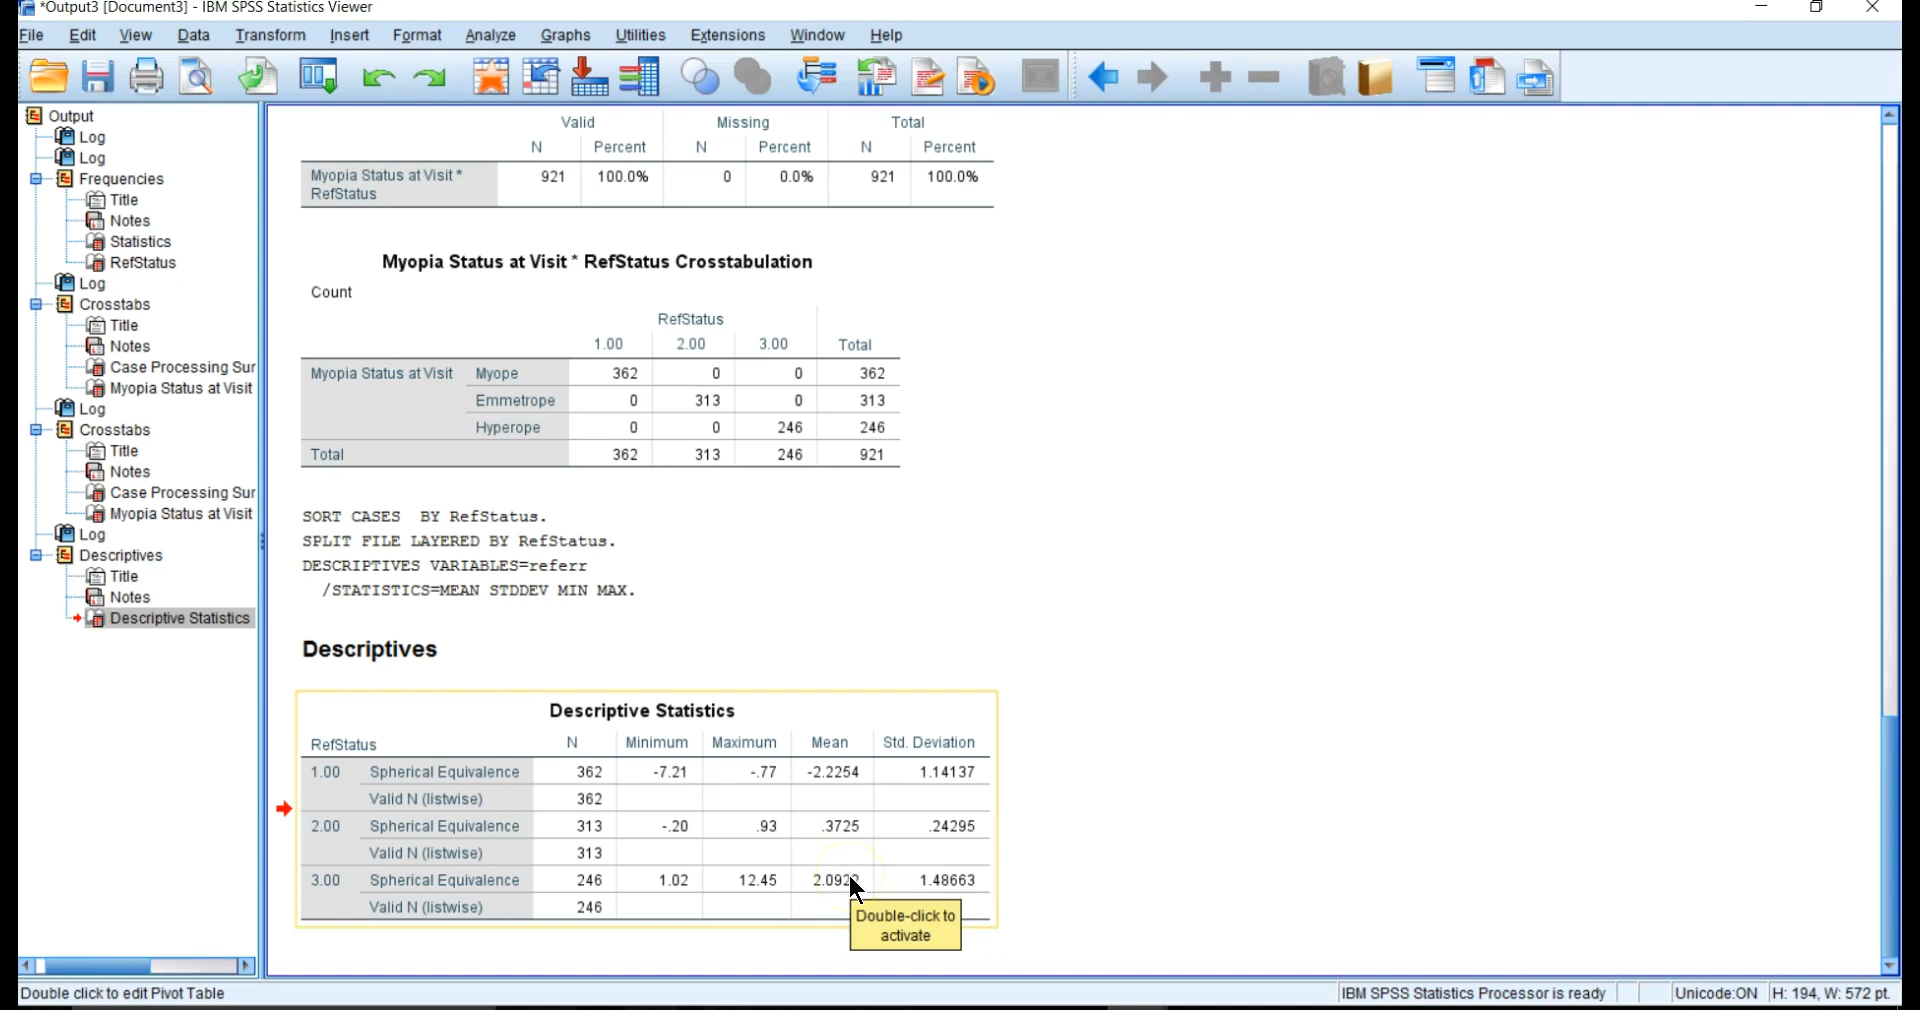 *Output3 [Document3] - IBM SPSS Statistics Viewer
File Edit View Data Transform Insert Format Analyze Graphs Utilities Extensions Window Help
Output
Log
Log
Frequencies
Title
Notes
Statistics
RefStatus
Log
Crosstabs
Title
Notes
Case Processing Sur
Myopia Status at Visit
Log
Crosstabs
Title
Notes
Case Processing Sur
Myopia Status at Visit
Log
Descriptives
Title
Notes
Descriptive Statistics
Valid Missing Total
N Percent N Percent N Percent
Myopia Status at Visit * 921 100.0% 0 0.0% 921 100.0%
RefStatus
Myopia Status at Visit * RefStatus Crosstabulation
Count
RefStatus
1.00 2.00 3.00 Total
Myopia Status at Visit Myope 362 0 0 362
Emmetrope 0 313 0 313
Hyperope 0 0 246 246
Total 362 313 246 921
SORT CASES BY RefStatus.
SPLIT FILE LAYERED BY RefStatus.
DESCRIPTIVES VARIABLES=referr
/STATISTICS=MEAN STDDEV MIN MAX.
Descriptives
Descriptive Statistics
RefStatus N Minimum Maximum Mean Std. Deviation
1.00 Spherical Equivalence 362 -7.21 -.77 -2.2254 1.14137
Valid N (listwise) 362
2.00 Spherical Equivalence 313 -.20 .93 .3725 .24295
Valid N (listwise) 313
3.00 Spherical Equivalence 246 1.02 12.45 1.48663
Valid N (listwise) 246
Double-click to
activate
Double click to edit Pivot Table IBM SPSS Statistics Processor is ready Unicode:ON H: 194, W: 572 pt.